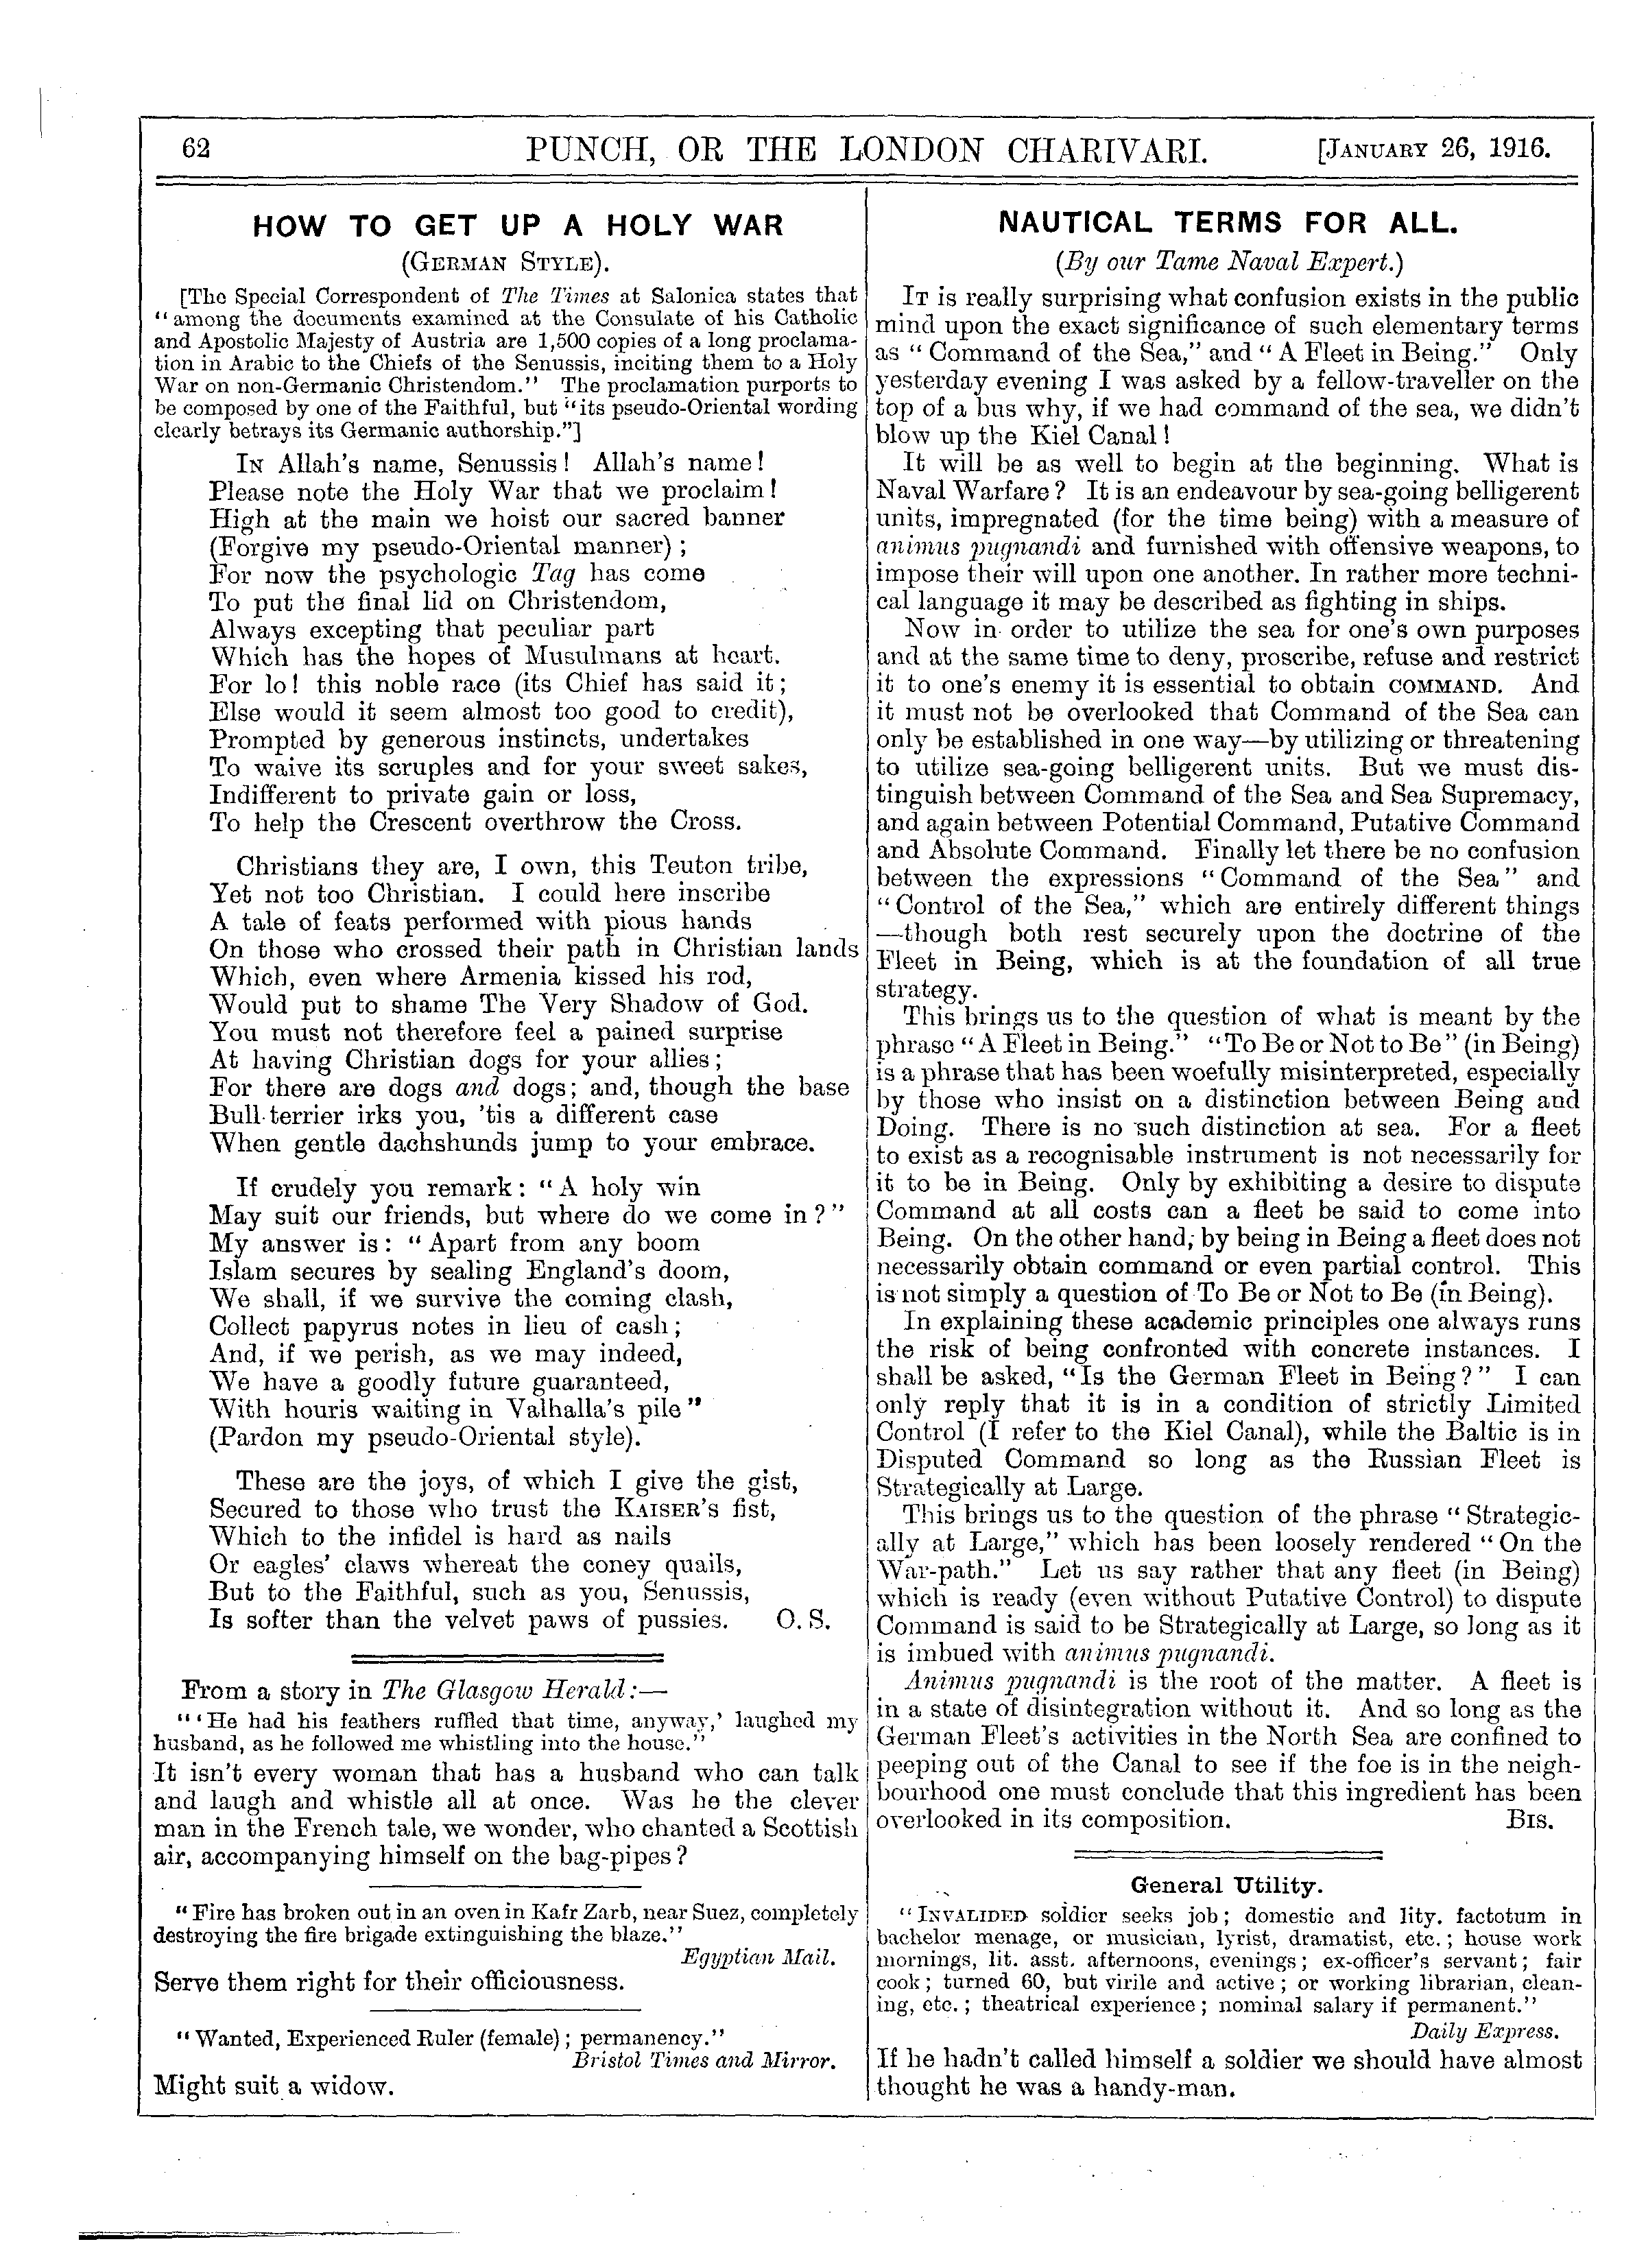 62
PUNCH, OR THE LONDON CHARIVARI.
[JANUARY 26, 1916.
HOW TO GET UP A HOLY WAR
(GERMAN STYLE).
[The Special Correspondent of The Times at Salonica states that
"among the documents examined at the Consulate of his Catholic
and Apostolic Majesty of Austria are 1,500 copies of a long proclama-
tion in Arabic to the Chiefs of the Senussis, inciting them to a Holy
War on non-Germanic Christendom." The proclamation purports to
be composed by one of the Faithful, but "its pseudo-Oriental wording
clearly betrays its Germanic authorship."]
IN Allah's name, Senussis! Allah's name!
Please note the Holy War that we proclaim!
High at the main we hoist our sacred banner
(Forgive my pseudo-Oriental manner);
For now the psychologic Tag has come
To put the final lid on Christendom,
Always excepting that peculiar part
Which has the hopes of Musulmans at heart.
For lo! this noble race (its Chief has said it;
Else would it seem almost too good to credit),
Prompted by generous instincts, undertakes
To waive its scruples and for your sweet sakes,
Indifferent to private gain or loss,
To help the Crescent overthrow the Cross.
Christians they are, I own, this Teuton tribe,
Yet not too Christian. I could here inscribe
A tale of feats performed with pious hands
On those who crossed their path in Christian lands
Which, even where Armenia kissed his rod,
Would put to shame The Very Shadow of God.
You must not therefore feel a pained surprise
At having Christian dogs for your allies;
For there are dogs and dogs; and, though the base
Bull-terrier irks you, 'tis a different case
When gentle dachshunds jump to your embrace.
If crudely you remark: "A holy win
May suit our friends, but where do we come in?"
My answer is: "Apart from any boom
Islam secures by sealing England's doom,
We shall, if we survive the coming clash,
Collect papyrus notes in lieu of cash;
And, if we perish, as we may indeed,
We have a goodly future guaranteed,
With houris waiting in Valhalla's pile"
(Pardon my pseudo-Oriental style).
These are the joys, of which I give the gist,
Secured to those who trust the KAISER'S fist,
Which to the infidel is hard as nails
Or eagles' claws whereat the coney quails,
But to the Faithful, such as you, Senussis,
Is softer than the velvet paws of pussies. O. S.
From a story in The Glasgow Herald:—
"'He had his feathers ruffled that time, anyway,' laughed my
husband, as he followed me whistling into the house."
It isn't every woman that has a husband who can talk
and laugh and whistle all at once. Was he the clever
man in the French tale, we wonder, who chanted a Scottish
air, accompanying himself on the bag-pipes?
"Fire has broken out in an oven in Kafr Zarb, near Suez, completely
destroying the fire brigade extinguishing the blaze."
Egyptian Mail.
Serve them right for their officiousness.
"Wanted, Experienced Ruler (female); permanency."
Bristol Times and Mirror.
Might suit a widow.
NAUTICAL TERMS FOR ALL.
(By our Tame Naval Expert.)
IT is really surprising what confusion exists in the public
mind upon the exact significance of such elementary terms
as "Command of the Sea," and "A Fleet in Being." Only
yesterday evening I was asked by a fellow-traveller on the
top of a bus why, if we had command of the sea, we didn't
blow up the Kiel Canal!
It will be as well to begin at the beginning. What is
Naval Warfare? It is an endeavour by sea-going belligerent
units, impregnated (for the time being) with a measure of
animus pugnandi and furnished with offensive weapons, to
impose their will upon one another. In rather more techni-
cal language it may be described as fighting in ships.
Now in order to utilize the sea for one's own purposes
and at the same time to deny, proscribe, refuse and restrict
it to one's enemy it is essential to obtain COMMAND. And
it must not be overlooked that Command of the Sea can
only be established in one way—by utilizing or threatening
to utilize sea-going belligerent units. But we must dis-
tinguish between Command of the Sea and Sea Supremacy,
and again between Potential Command, Putative Command
and Absolute Command. Finally let there be no confusion
between the expressions "Command of the Sea" and
"Control of the Sea," which are entirely different things
—though both rest securely upon the doctrine of the
Fleet in Being, which is at the foundation of all true
strategy.
This brings us to the question of what is meant by the
phrase "A Fleet in Being." "To Be or Not to Be" (in Being)
is a phrase that has been woefully misinterpreted, especially
by those who insist on a distinction between Being and
Doing. There is no such distinction at sea. For a fleet
to exist as a recognisable instrument is not necessarily for
it to be in Being. Only by exhibiting a desire to dispute
Command at all costs can a fleet be said to come into
Being. On the other hand, by being in Being a fleet does not
necessarily obtain command or even partial control. This
is not simply a question of To Be or Not to Be (in Being).
In explaining these academic principles one always runs
the risk of being confronted with concrete instances. I
shall be asked, "Is the German Fleet in Being?" I can
only reply that it is in a condition of strictly Limited
Control (I refer to the Kiel Canal), while the Baltic is in
Disputed Command so long as the Russian Fleet is
Strategically at Large.
This brings us to the question of the phrase "Strategic-
ally at Large," which has been loosely rendered "On the
War-path." Let us say rather that any fleet (in Being)
which is ready (even without Putative Control) to dispute
Command is said to be Strategically at Large, so long as it
is imbued with animus pugnandi.
Animus pugnandi is the root of the matter. A fleet is
in a state of disintegration without it. And so long as the
German Fleet's activities in the North Sea are confined to
peeping out of the Canal to see if the foe is in the neigh-
bourhood one must conclude that this ingredient has been
overlooked in its composition. BIS.
General Utility.
"INVALIDED soldier seeks job; domestic and lity. factotum in
bachelor menage, or musician, lyrist, dramatist, etc.; house work
mornings, lit. asst. afternoons, evenings; ex-officer's servant; fair
cook; turned 60, but virile and active; or working librarian, clean-
ing, etc.; theatrical experience; nominal salary if permanent."
Daily Express.
If he hadn't called himself a soldier we should have almost
thought he was a handy-man.